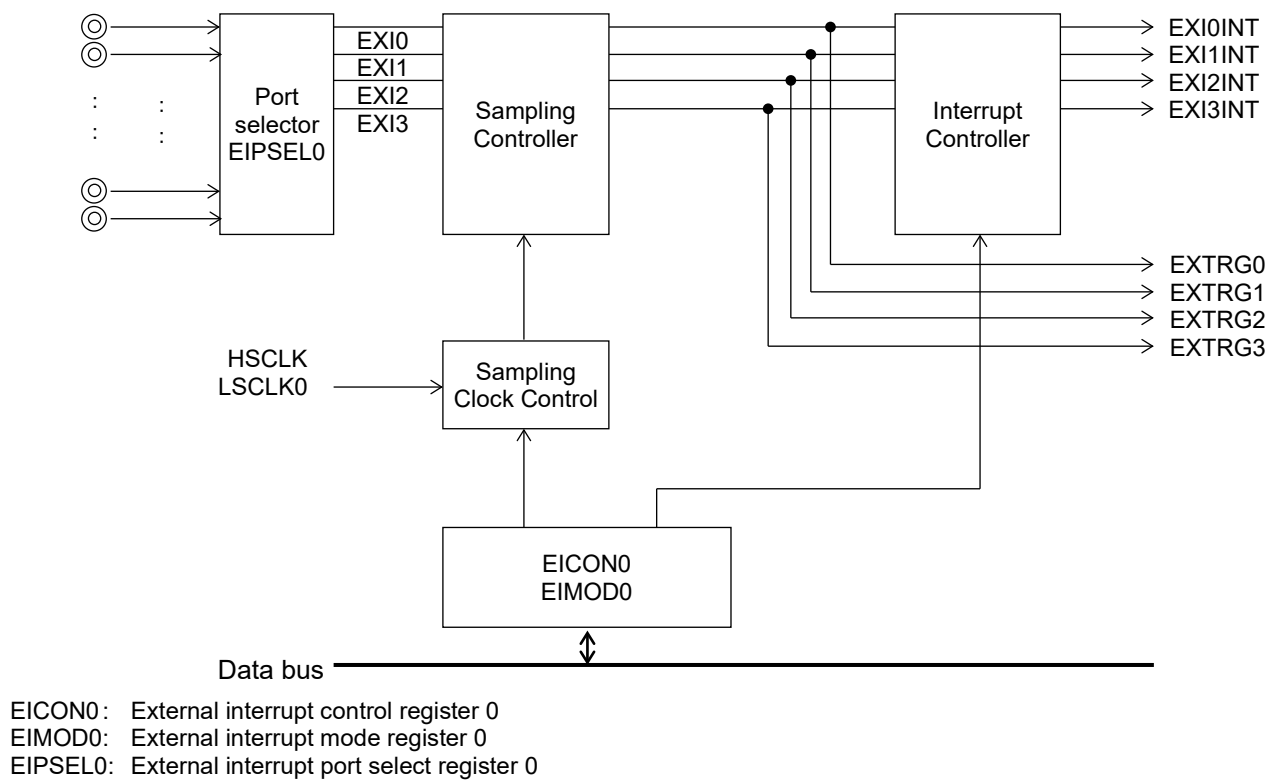 EXI0
EXI1
EXI2
EXI3
Port
selector
EIPSEL0
Sampling
Controller
Interrupt
Controller
EXI0INT
EXI1INT
EXI2INT
EXI3INT
EXTRG0
EXTRG1
EXTRG2
EXTRG3
HSCLK
LSCLK0
Sampling
Clock Control
EICON0
EIMOD0
Data bus
EICON0: External interrupt control register 0
EIMOD0: External interrupt mode register 0
EIPSEL0: External interrupt port select register 0